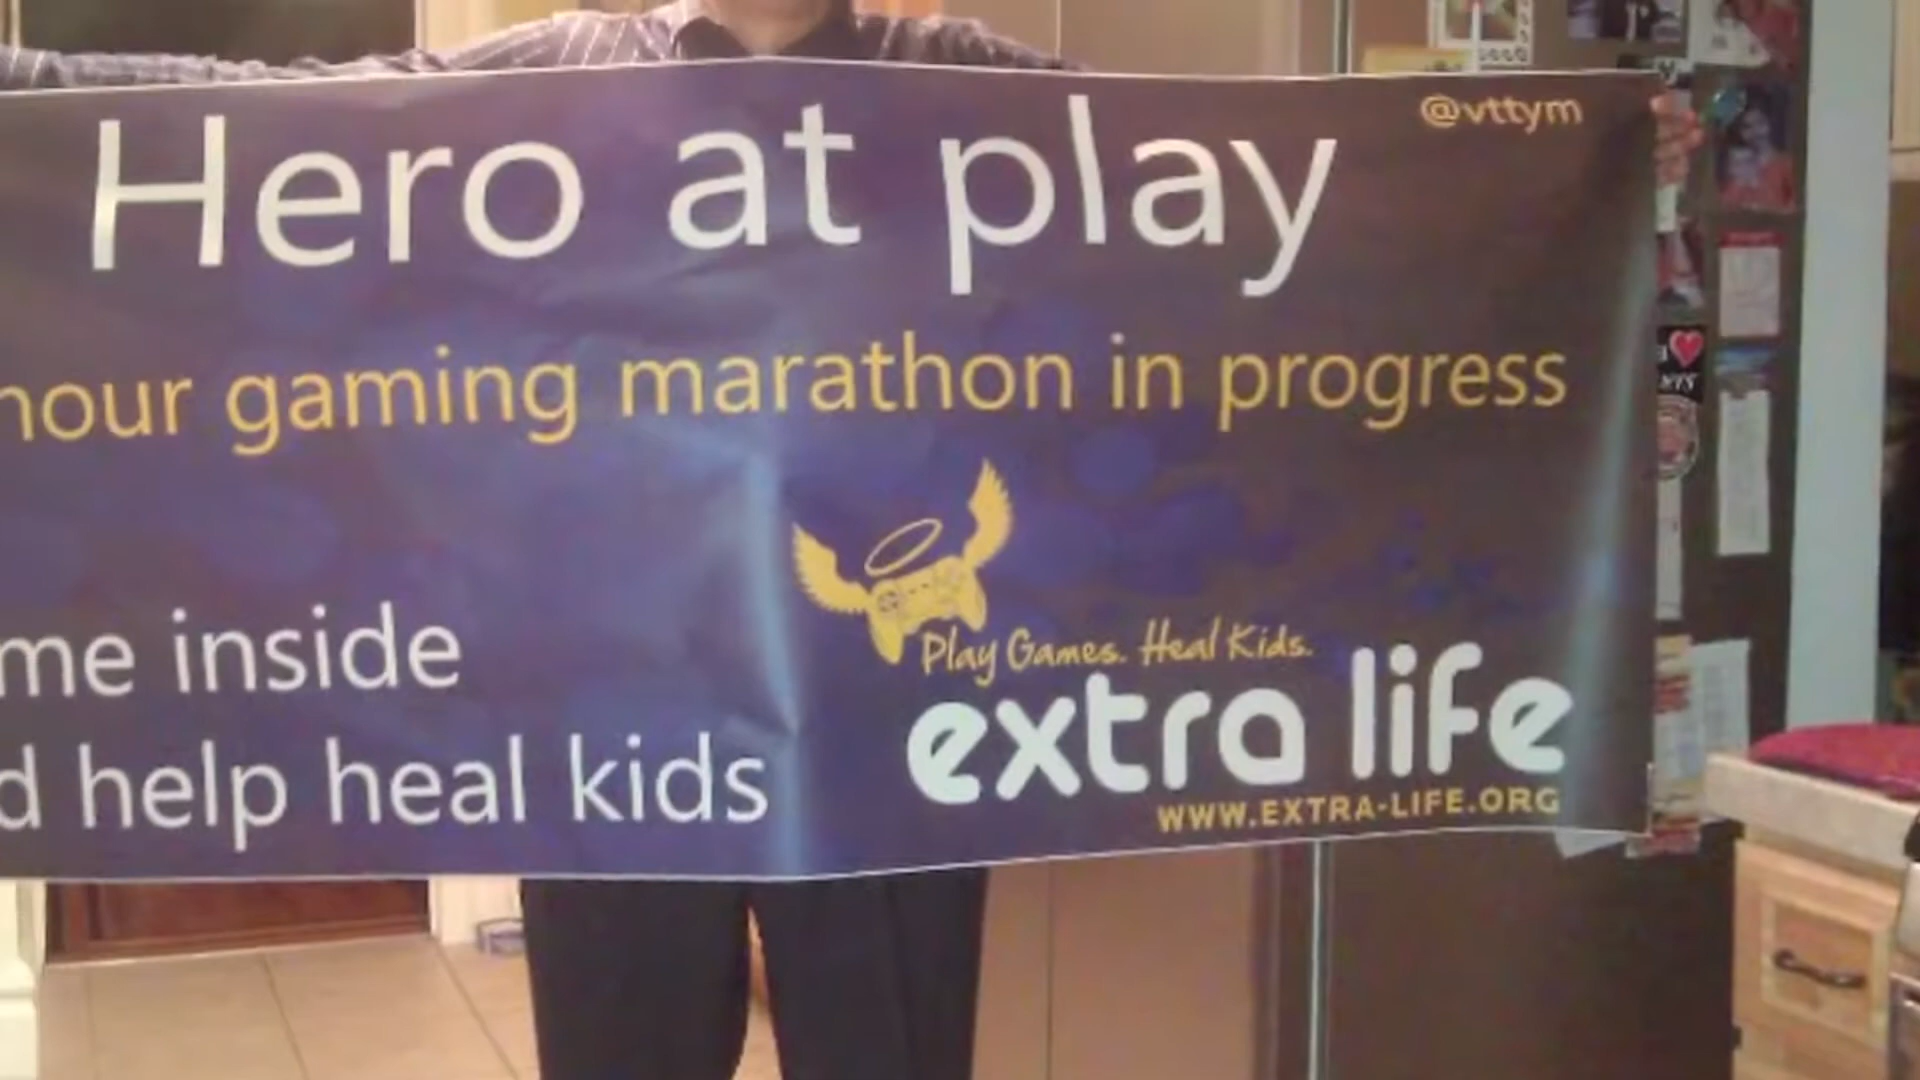 Hero at play
@vttym
hour gaming marathon in progress
me inside
d help heal kids
Play Games. Heal Kids.
extra life
WWW.EXTRA-LIFE.ORG